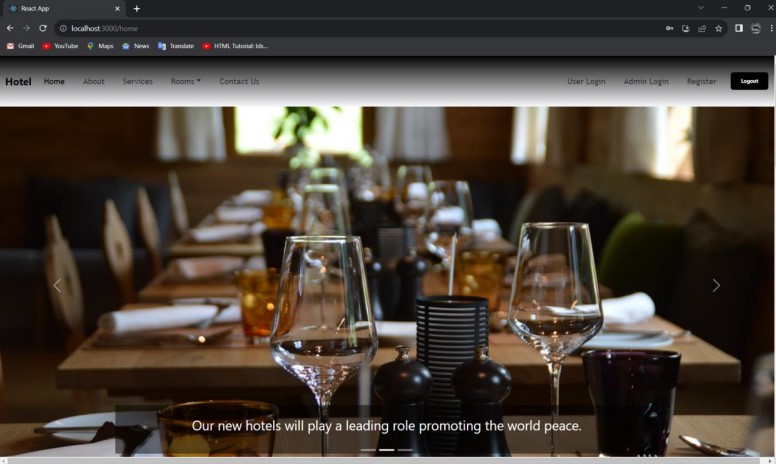 React App
localhost:3000/home
Gmail YouTube Maps News Translate HTML Tutorial: Ids...
Hotel Home About Services Rooms Contact Us User Login Admin Login Register Logout
Our new hotels will play a leading role promoting the world peace.